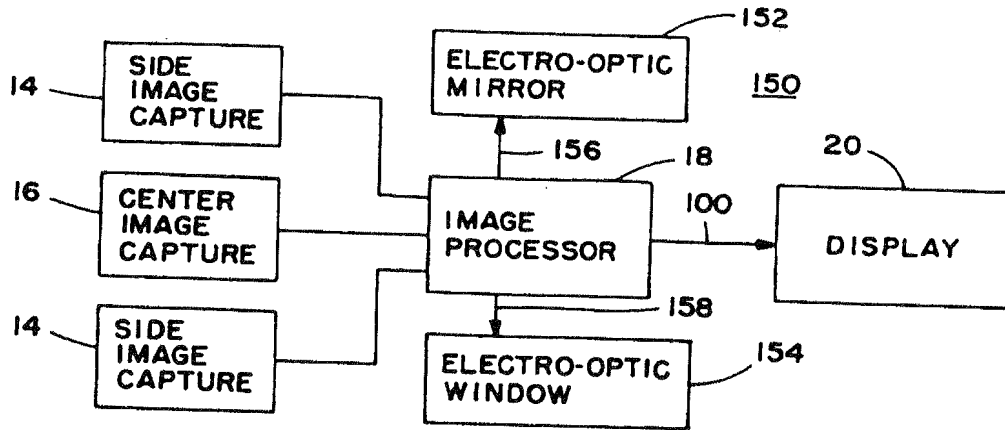 152
ELECTRO-OPTIC
MIRROR
150
14
SIDE
IMAGE
CAPTURE
156
18
20
16
CENTER
IMAGE
CAPTURE
IMAGE
PROCESSOR
100
DISPLAY
14
SIDE
IMAGE
CAPTURE
158
ELECTRO-OPTIC
WINDOW
154